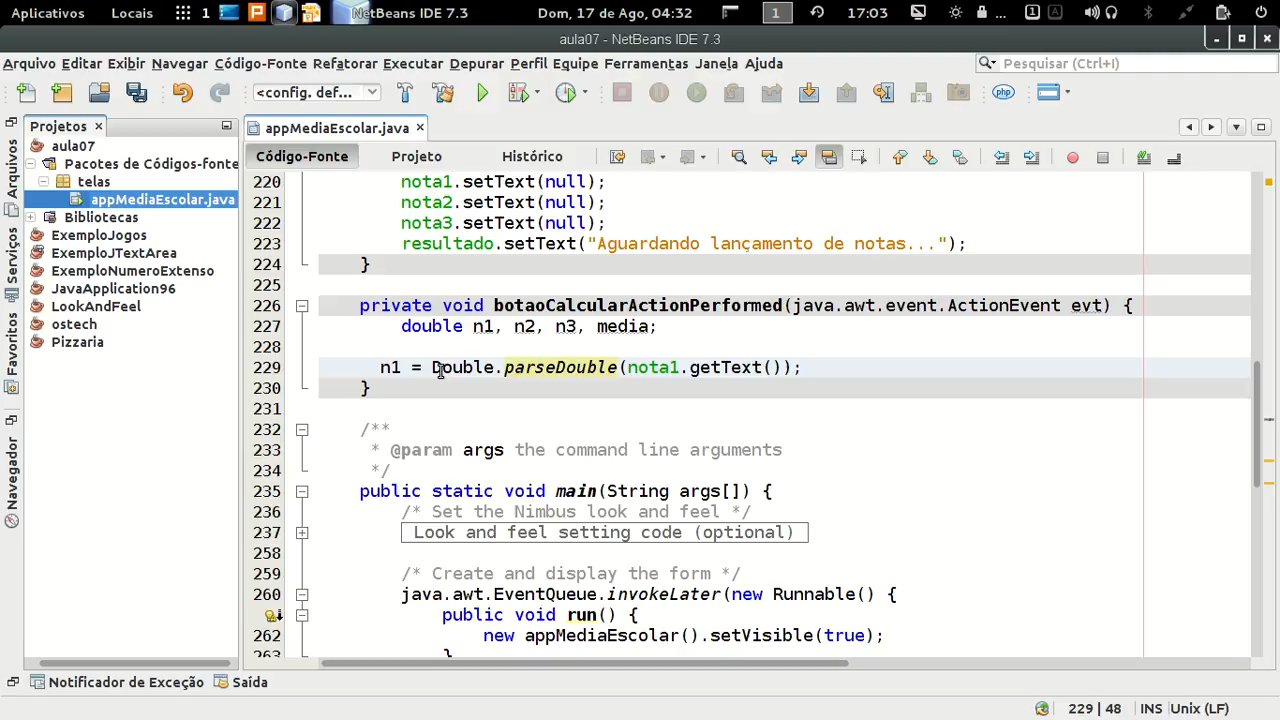 Aplicativos Locais 1 NetBeans IDE 7.3 Dom, 17 de Ago, 04:32 1 17:03 1 A
aula07 - NetBeans IDE 7.3
Arquivo Editar Exibir Navegar Código-Fonte Refatorar Executar Depurar Perfil Equipe Ferramentas Janela Ajuda Pesquisar (Ctrl+I)
<config. def... php
Projetos appMediaEscolar.java
Código-Fonte Projeto Histórico
aula07
Pacotes de Códigos-fonte
telas
appMediaEscolar.java
Bibliotecas
ExemploJogos
ExemploJTextArea
ExemploNumeroExtenso
JavaApplication96
LookAndFeel
ostech
Pizzaria
Arquivos
Serviços
Favoritos
Navegador
220 nota1.setText(null);
221 nota2.setText(null);
222 nota3.setText(null);
223 resultado.setText("Aguardando lançamento de notas...");
224 }
225
226 private void botaoCalcularActionPerformed(java.awt.event.ActionEvent evt) {
227 double n1, n2, n3, media;
228
229 n1 = Double.parseDouble(nota1.getText());
230 }
231
232 /**
233 * @param args the command line arguments
234 */
235 public static void main(String args[]) {
236 /* Set the Nimbus look and feel */
237 Look and feel setting code (optional)
258
259 /* Create and display the form */
260 java.awt.EventQueue.invokeLater(new Runnable() {
public void run() {
262 new appMediaEscolar().setVisible(true);
263 }
Notificador de Exceção Saída
229 | 48 INS Unix (LF)